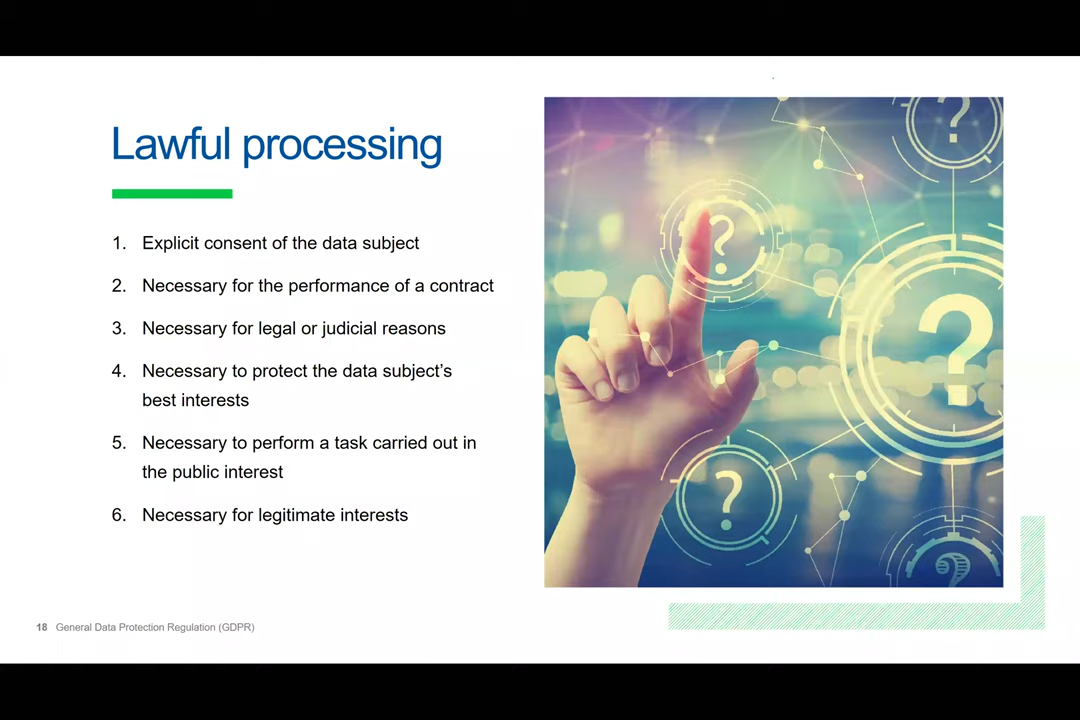 Lawful processing
1. Explicit consent of the data subject
2. Necessary for the performance of a contract
3. Necessary for legal or judicial reasons
4. Necessary to protect the data subject’s
best interests
5. Necessary to perform a task carried out in
the public interest
6. Necessary for legitimate interests
?
?
?
?
?
18 General Data Protection Regulation (GDPR)